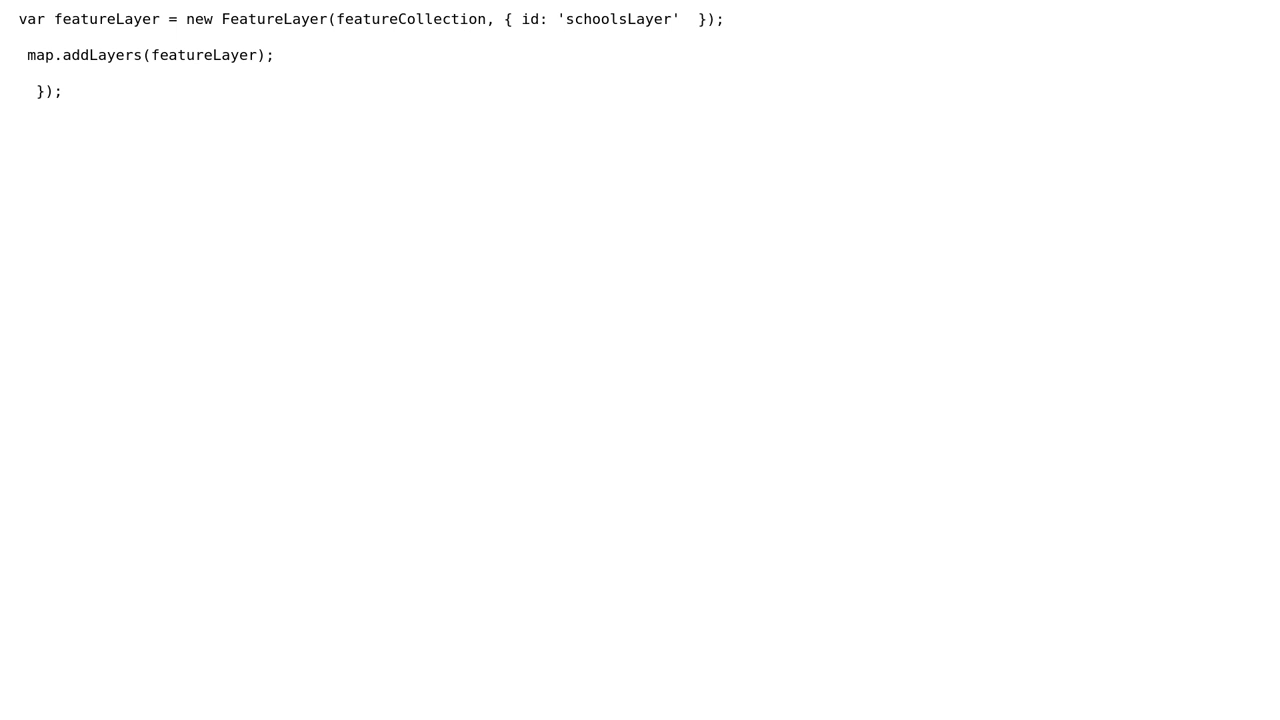 var featureLayer = new FeatureLayer(featureCollection, { id: 'schoolsLayer'  });
map.addLayers(featureLayer);
});